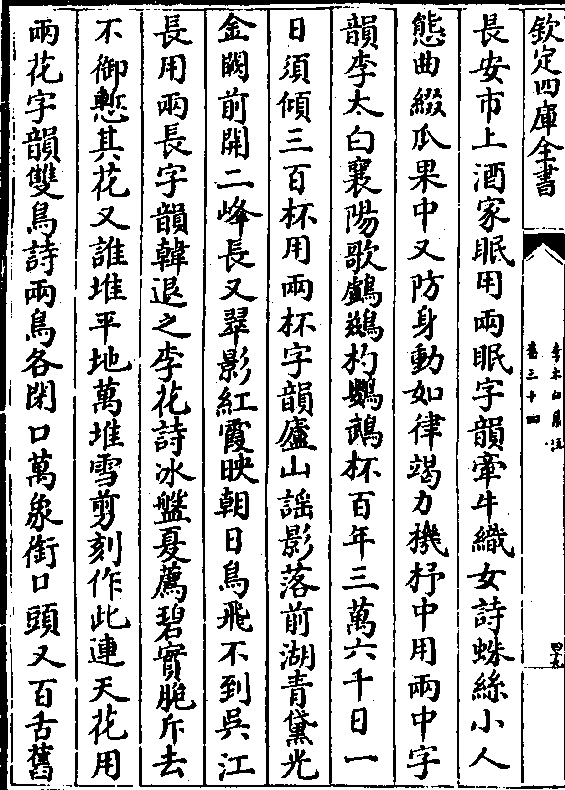 欽定四庫全書
李太白集注
卷三十四
長安市上酒家眠用兩眠字韻牽牛織女詩蛛絲小人
態曲綴瓜果中又防身動如律竭力機杼中用兩中字
韻李太白襄陽歌鸕鷀杓鸚鵡杯百年三萬六千日一
日須傾三百杯用兩杯字韻廬山謡影落前湖青黛光
金闕前開二峰長又翠影紅霞映朝日鳥飛不到吳江
長用兩長字韻韓退之李花詩冰盤夏薦碧實脆斥去
不御慙其花又誰堆平地萬堆雪剪刻作此連天花用
兩花字韻雙鳥詩兩鳥各閉口萬象銜口頭又百舌舊